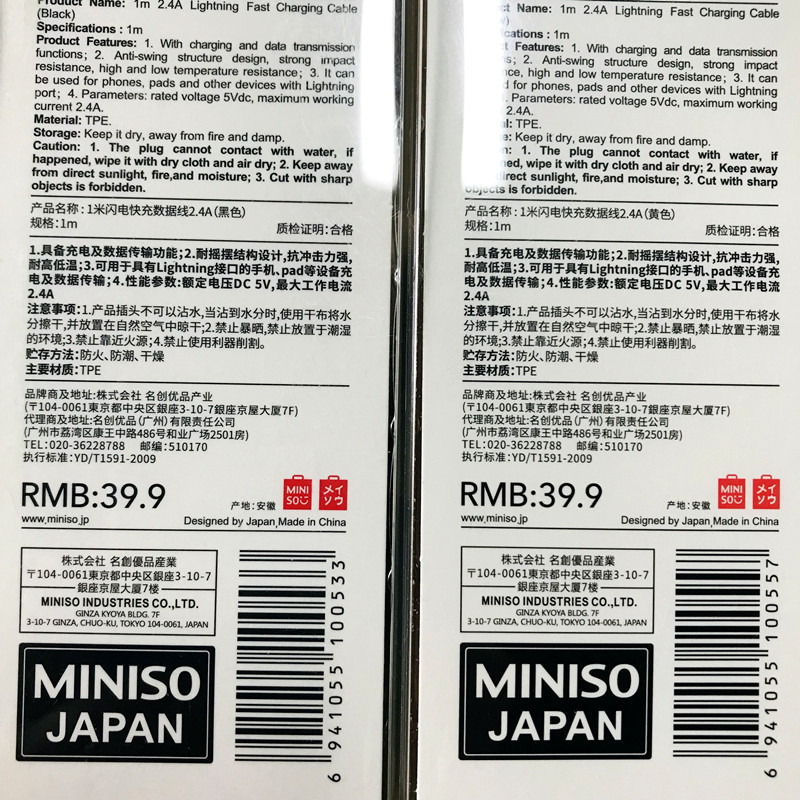 Product Name: 1m 2.4A Lightning Fast Charging Cable
(Black)
Specifications : 1m
Product Features: 1. With charging and data transmission
functions; 2. Anti-swing structure design, strong impact
resistance, high and low temperature resistance; 3. It can
be used for phones, pads and other devices with Lightning
port; 4. Parameters: rated voltage 5Vdc, maximum working
current 2.4A.
Material: TPE.
Storage: Keep it dry, away from fire and damp.
Caution: 1. The plug cannot contact with water, if
happened, wipe it with dry cloth and air dry; 2. Keep away
from direct sunlight, fire,and moisture; 3. Cut with sharp
objects is forbidden.
产品名称:1米闪电快充数据线2.4A(黑色)
规格:1m 质检证明:合格
1.具备充电及数据传输功能;2.耐摇摆结构设计,抗冲击力强,
耐高低温;3.可用于具有Lightning接口的手机、pad等设备充
电及数据传输;4.性能参数:额定电压DC 5V,最大工作电流
2.4A
注意事项:1.产品插头不可以沾水,当沾到水分时,使用干布将水
分擦干,并放置在自然空气中晾干;2.禁止暴晒,禁止放置于潮湿
的环境;3.禁止靠近火源;4.禁止使用利器削割。
贮存方法:防火、防潮、干燥
主要材质:TPE
品牌商及地址:株式会社 名创优品产业
(〒104-0061東京都中央区銀座3-10-7銀座京屋大厦7F)
代理商及地址:名创优品(广州)有限责任公司
(广州市荔湾区康王中路486号和业广场2501房)
TEL:020-36228788 邮编:510170
执行标准:YD/T1591-2009
RMB:39.9 产地:安徽
MINI
SO
メイ
ソウ
www.miniso.jp Designed by Japan,Made in China
株式会社 名創優品産業
〒104-0061東京都中央区銀座3-10-7
銀座京屋大厦7楼
MINISO INDUSTRIES CO.,LTD.
GINZA KYOYA BLDG. 7F
3-10-7 GINZA, CHUO-KU, TOKYO 104-0061, JAPAN
MINISO
JAPAN
6 941055 100533
ct Name: 1m 2.4A Lightning Fast Charging Cable
cations : 1m
ct Features: 1. With charging and data transmission
s; 2. Anti-swing structure design, strong impact
ce, high and low temperature resistance; 3. It can
d for phones, pads and other devices with Lightning
. Parameters: rated voltage 5Vdc, maximum working
2.4A.
l: TPE.
e: Keep it dry, away from fire and damp.
n: 1. The plug cannot contact with water, if
ned, wipe it with dry cloth and air dry; 2. Keep away
irect sunlight, fire,and moisture; 3. Cut with sharp
objects is forbidden.
产品名称:1米闪电快充数据线2.4A(黄色)
规格:1m 质检证明:合格
1.具备充电及数据传输功能;2.耐摇摆结构设计,抗冲击力强,
耐高低温;3.可用于具有Lightning接口的手机、pad等设备充
电及数据传输;4.性能参数:额定电压DC 5V,最大工作电流
2.4A
注意事项:1.产品插头不可以沾水,当沾到水分时,使用干布将水
分擦干,并放置在自然空气中晾干;2.禁止暴晒,禁止放置于潮湿
的环境;3.禁止靠近火源;4.禁止使用利器削割。
贮存方法:防火、防潮、干燥
主要材质:TPE
品牌商及地址:株式会社 名创优品产业
(〒104-0061東京都中央区銀座3-10-7銀座京屋大厦7F)
代理商及地址:名创优品(广州)有限责任公司
(广州市荔湾区康王中路486号和业广场2501房)
TEL:020-36228788 邮编:510170
执行标准:YD/T1591-2009
RMB:39.9 产地:安徽
MINI
SO
メイ
ソウ
www.miniso.jp Designed by Japan,Made in China
株式会社 名創優品産業
〒104-0061東京都中央区銀座3-10-7
銀座京屋大厦7楼
MINISO INDUSTRIES CO.,LTD.
GINZA KYOYA BLDG. 7F
3-10-7 GINZA, CHUO-KU, TOKYO 104-0061, JAPAN
MINISO
JAPAN
6 941055 100557